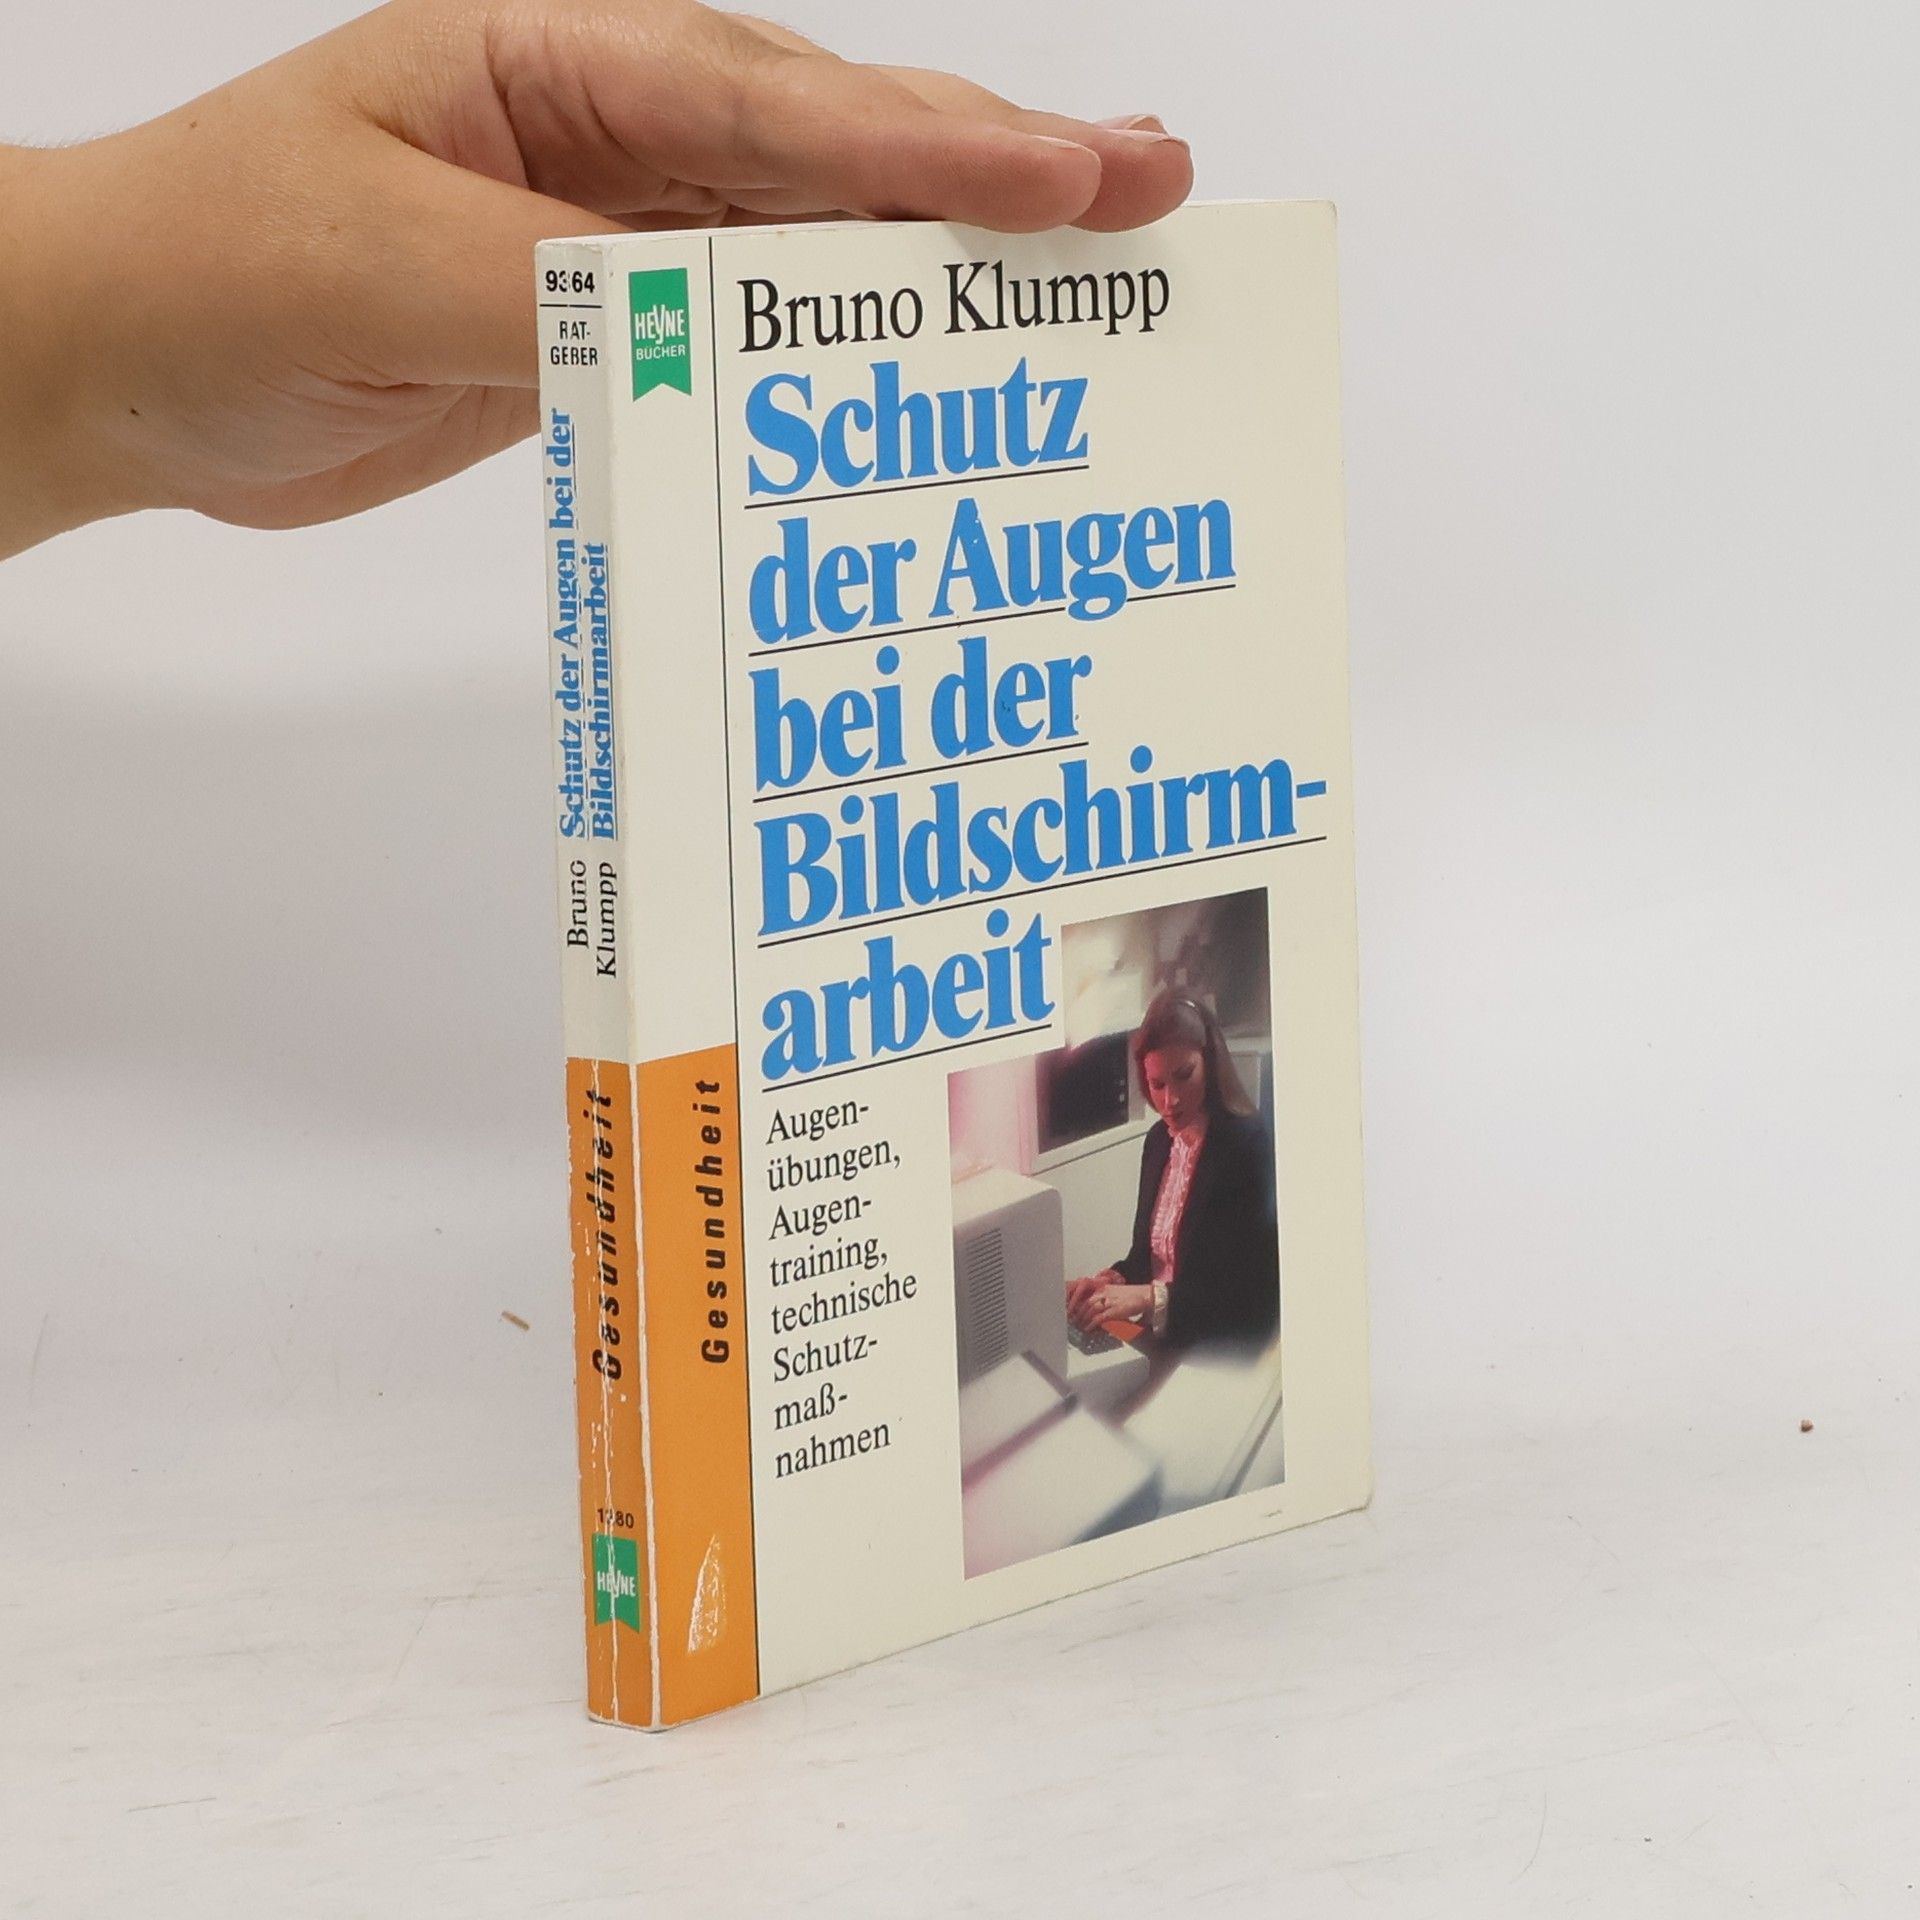 9364
RAT-
GEBER
Schutz der Augen bei der
Bildschirmarbeit
Bruno
Klumpp
Gesundheit
1280
HEYNE
HEYNE
BÜCHER
Gesundheit
Bruno Klumpp
Schutz
der Augen
bei der
Bildschirm-
arbeit
Augen-
übungen,
Augen-
training,
technische
Schutz-
maß-
nahmen